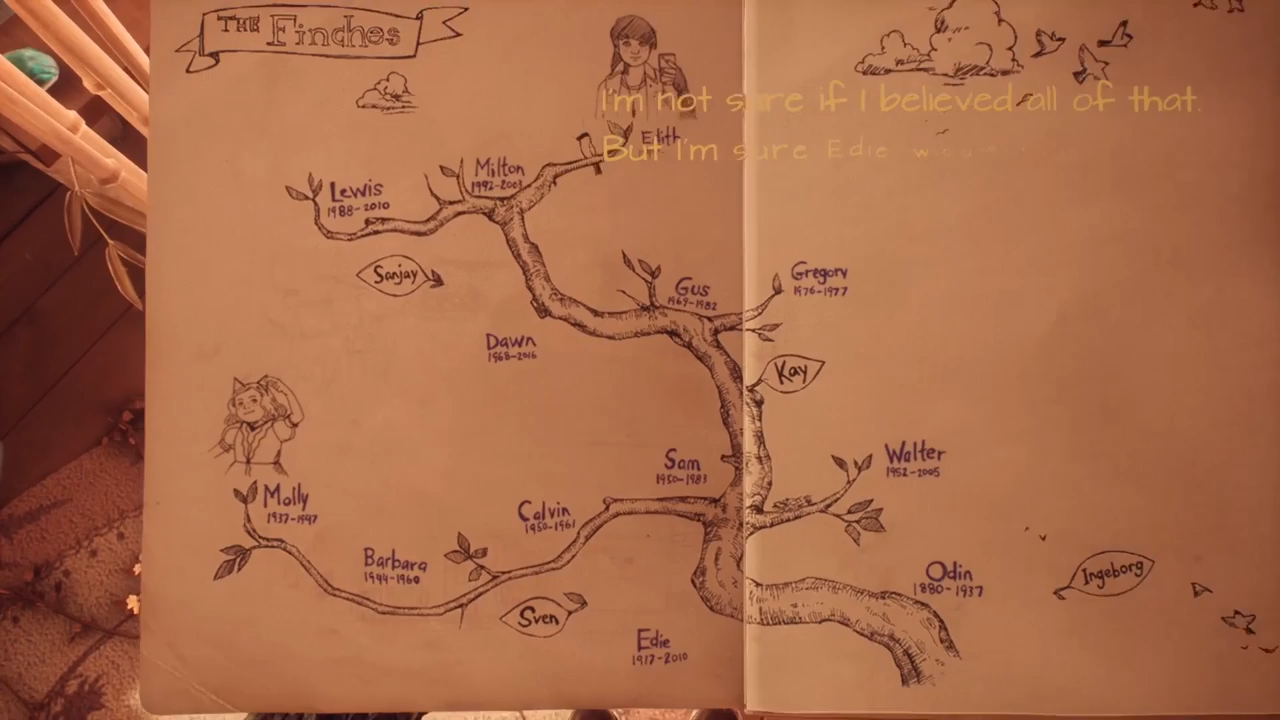 THE Finches
I'm not sure if I believed all of that.
But I'm sure Edie
Edith
Milton
1992-2003
Lewis
1988-2010
Sanjay
Gus
1969-1982
Gregory
1976-1977
Dawn
1968-2016
Kay
Sam
1950-1983
Walter
1952-2005
Molly
1937-1947
Calvin
1950-1961
Barbara
1944-1960
Sven
Odin
1880-1937
Ingeborg
Edie
1917-2010